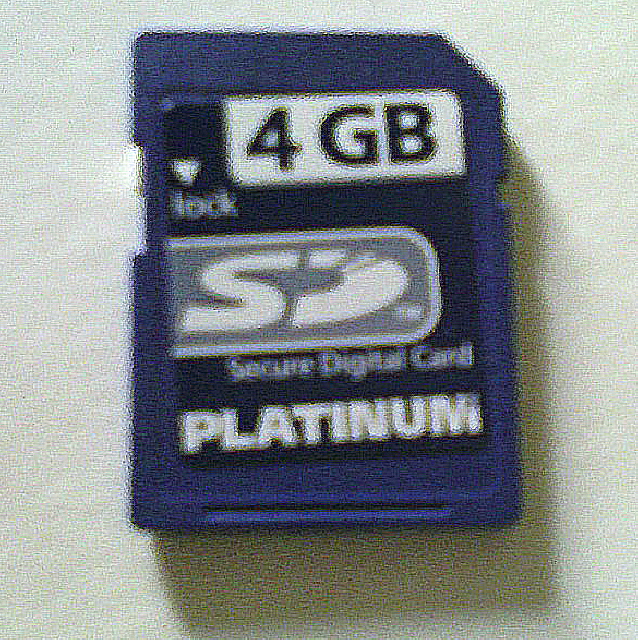 4 GB
lock
SD
Secure Digital Card
PLATINUM